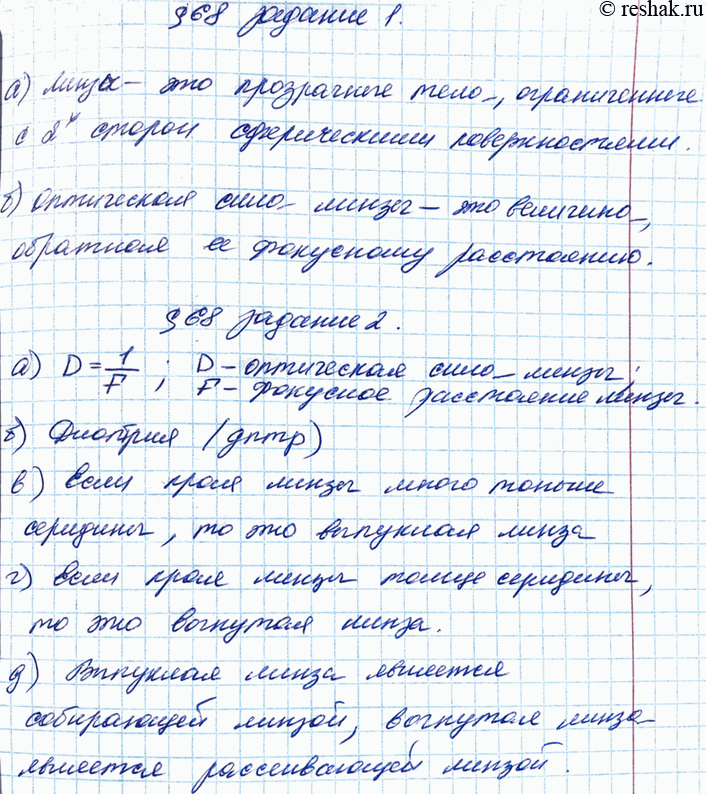 © reshak.ru
§68 задание 1.
а) линза – это прозрачное тело, ограниченное
с 2х сторон сферическими поверхностями.
б) оптическая сила линзы – это величина,
обратная ее фокусному расстоянию.
§68 задание 2.
а) D = 1/F ; D – оптическая сила линзы;
F – фокусное расстояние линзы.
б) Диоптрия (дптр)
в) Если края линзы много тоньше
середины, то это выпуклая линза
г) Если края линзы толще середины,
то это вогнутая линза.
д) Выпуклая линза является
собирающей линзой, вогнутая линза
является рассеивающей линзой.